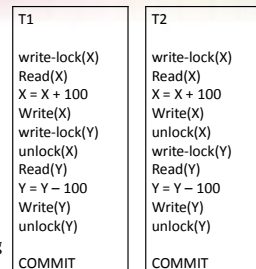 T1
write-lock(X)
Read(X)
X = X + 100
Write(X)
write-lock(Y)
unlock(X)
Read(Y)
Y = Y – 100
Write(Y)
unlock(Y)
COMMIT
T2
write-lock(X)
Read(X)
X = X + 100
Write(X)
unlock(X)
write-lock(Y)
Read(Y)
Y = Y – 100
Write(Y)
unlock(Y)
COMMIT